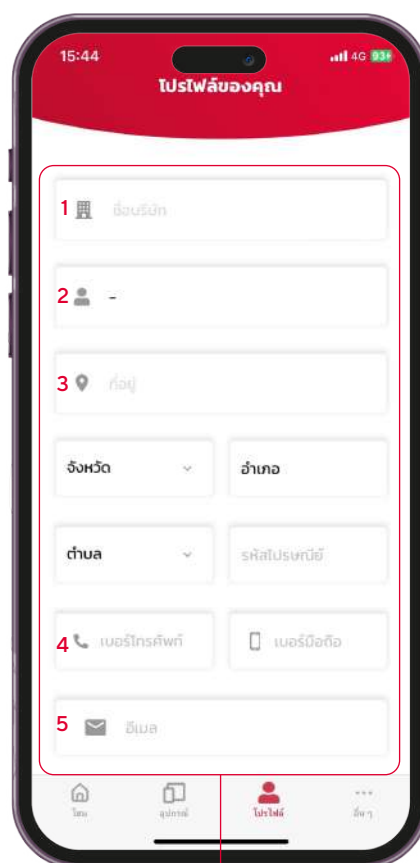 15:44 4G 93+
โปรไฟล์ของคุณ
1 ชื่อบริษัท
2 -
3 ที่อยู่
จังหวัด อำเภอ
ตำบล รหัสไปรษณีย์
4 เบอร์โทรศัพท์ เบอร์มือถือ
5 อีเมล
โฮม อุปกรณ์ โปรไฟล์ อื่น ๆ